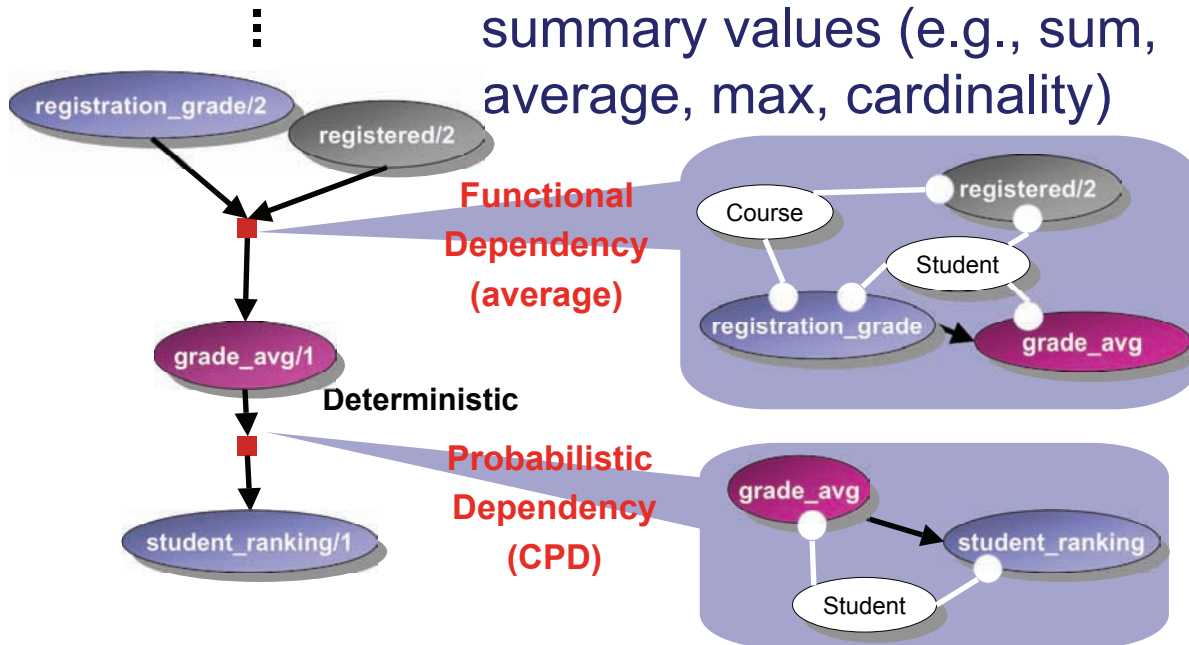 summary values (e.g., sum,
average, max, cardinality)
registration_grade/2
registered/2
Functional
Dependency
(average)
Course
registered/2
Student
registration_grade
grade_avg
grade_avg/1
Deterministic
Probabilistic
Dependency
(CPD)
grade_avg
student_ranking
Student
student_ranking/1